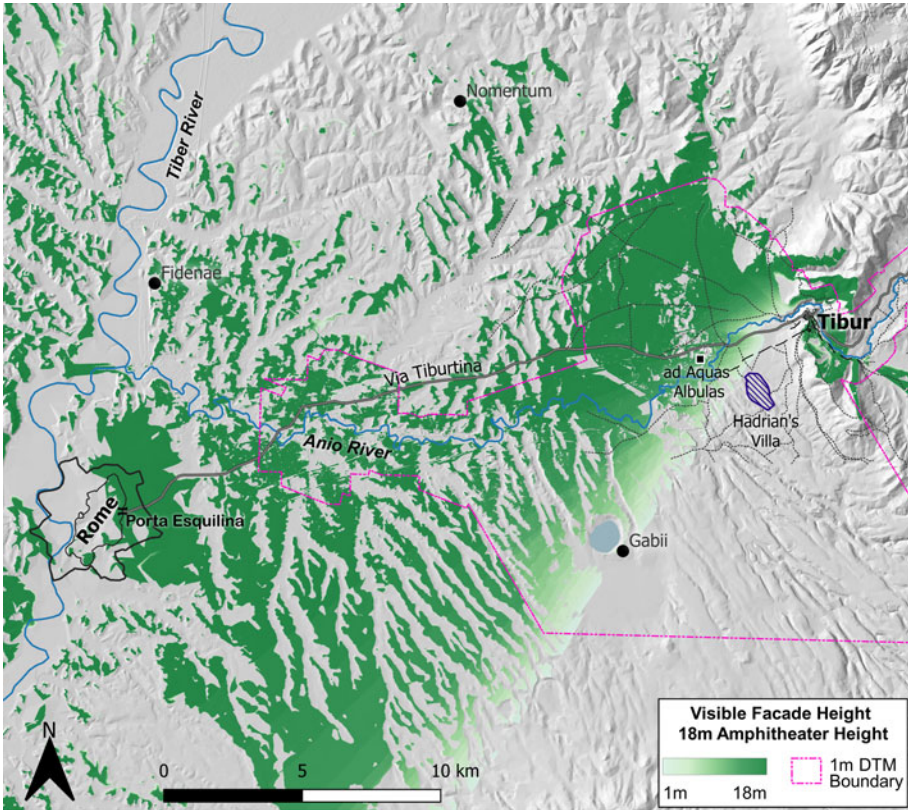 Nomentum
Tiber River
Fidenae
Tibur
Via Tiburtina
ad Aquas
Albulas
Hadrian's
Villa
Anio River
Rome
Porta Esquilina
Gabii
N
0 5 10 km
Visible Facade Height
18m Amphitheater Height
1m 18m
1m DTM
Boundary